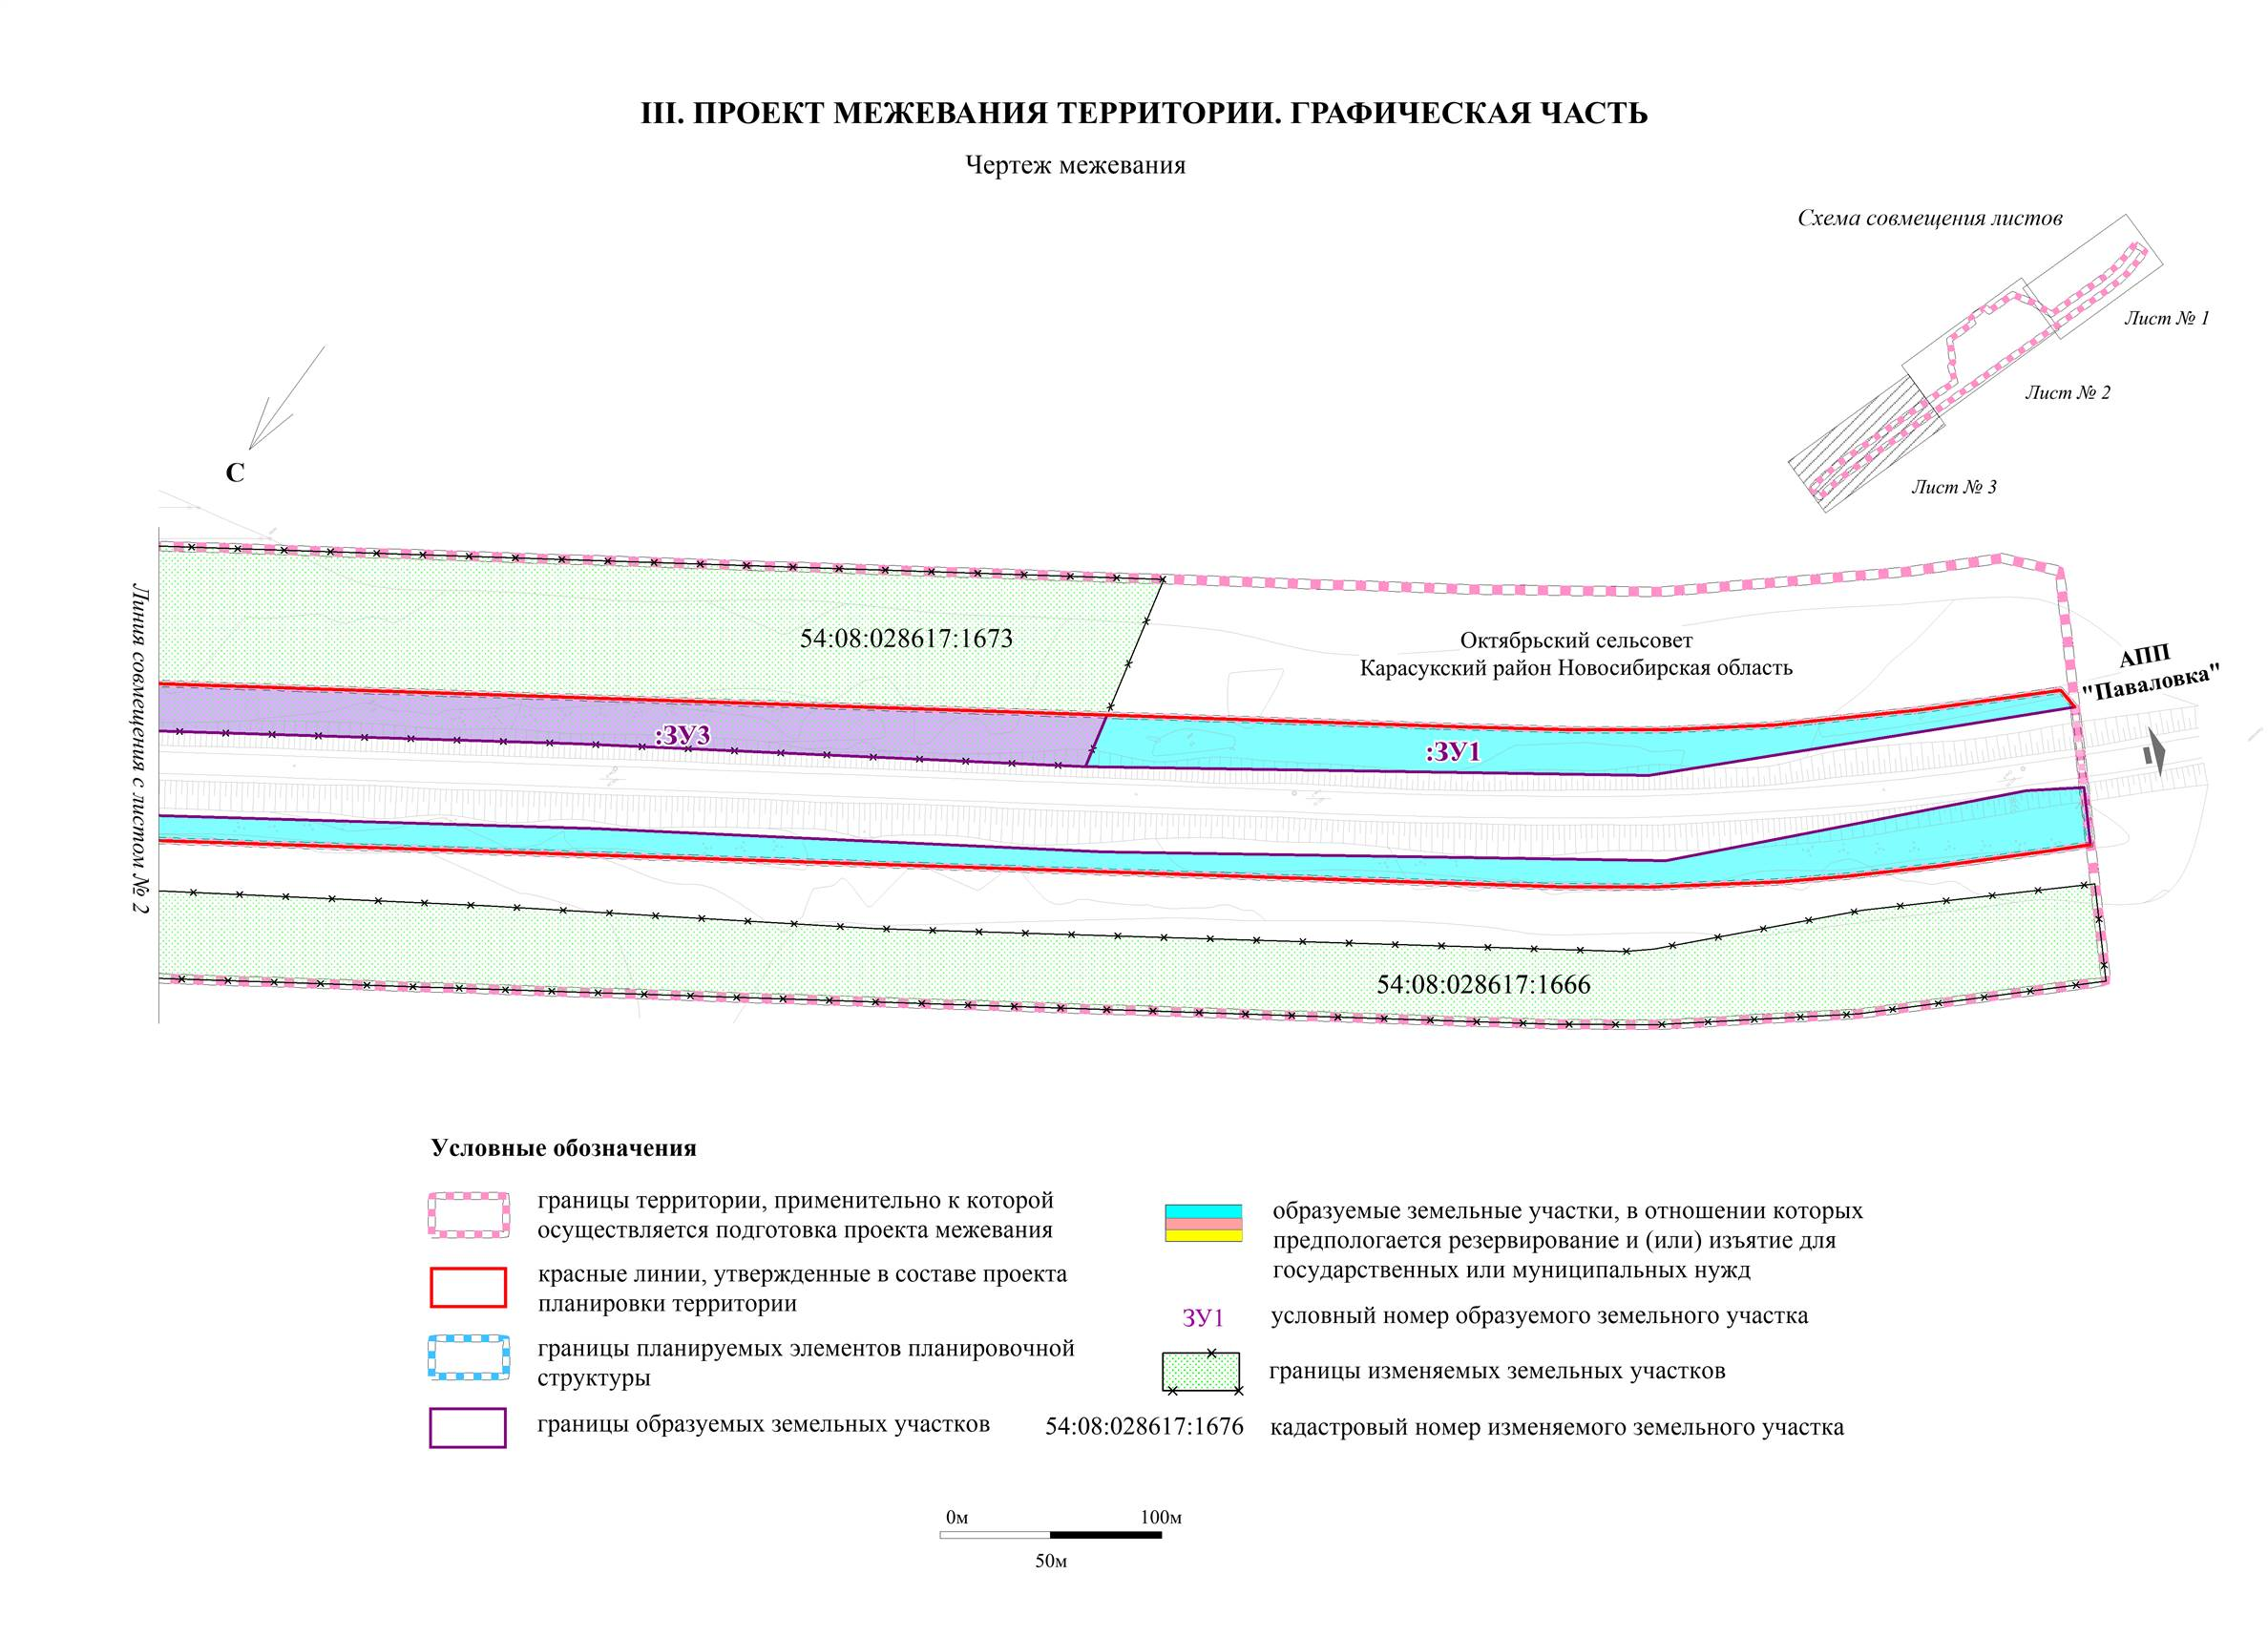 III. ПРОЕКТ МЕЖЕВАНИЯ ТЕРРИТОРИИ. ГРАФИЧЕСКАЯ ЧАСТЬ
Чертеж межевания
Схема совмещения листов
Лист № 1
Лист № 2
Лист № 3
С
Линия совмещения с листом № 2
54:08:028617:1673
Октябрьский сельсовет
Карасукский район Новосибирская область
АПП
"Паваловка"
:ЗУ3
:ЗУ1
54:08:028617:1666
Условные обозначения
границы территории, применительно к которой
осуществляется подготовка проекта межевания
красные линии, утвержденные в составе проекта
планировки территории
границы планируемых элементов планировочной
структуры
границы образуемых земельных участков
образуемые земельные участки, в отношении которых
предпологается резервирование и (или) изъятие для
государственных или муниципальных нужд
ЗУ1
условный номер образуемого земельного участка
границы изменяемых земельных участков
54:08:028617:1676
кадастровый номер изменяемого земельного участка
0м
100м
50м